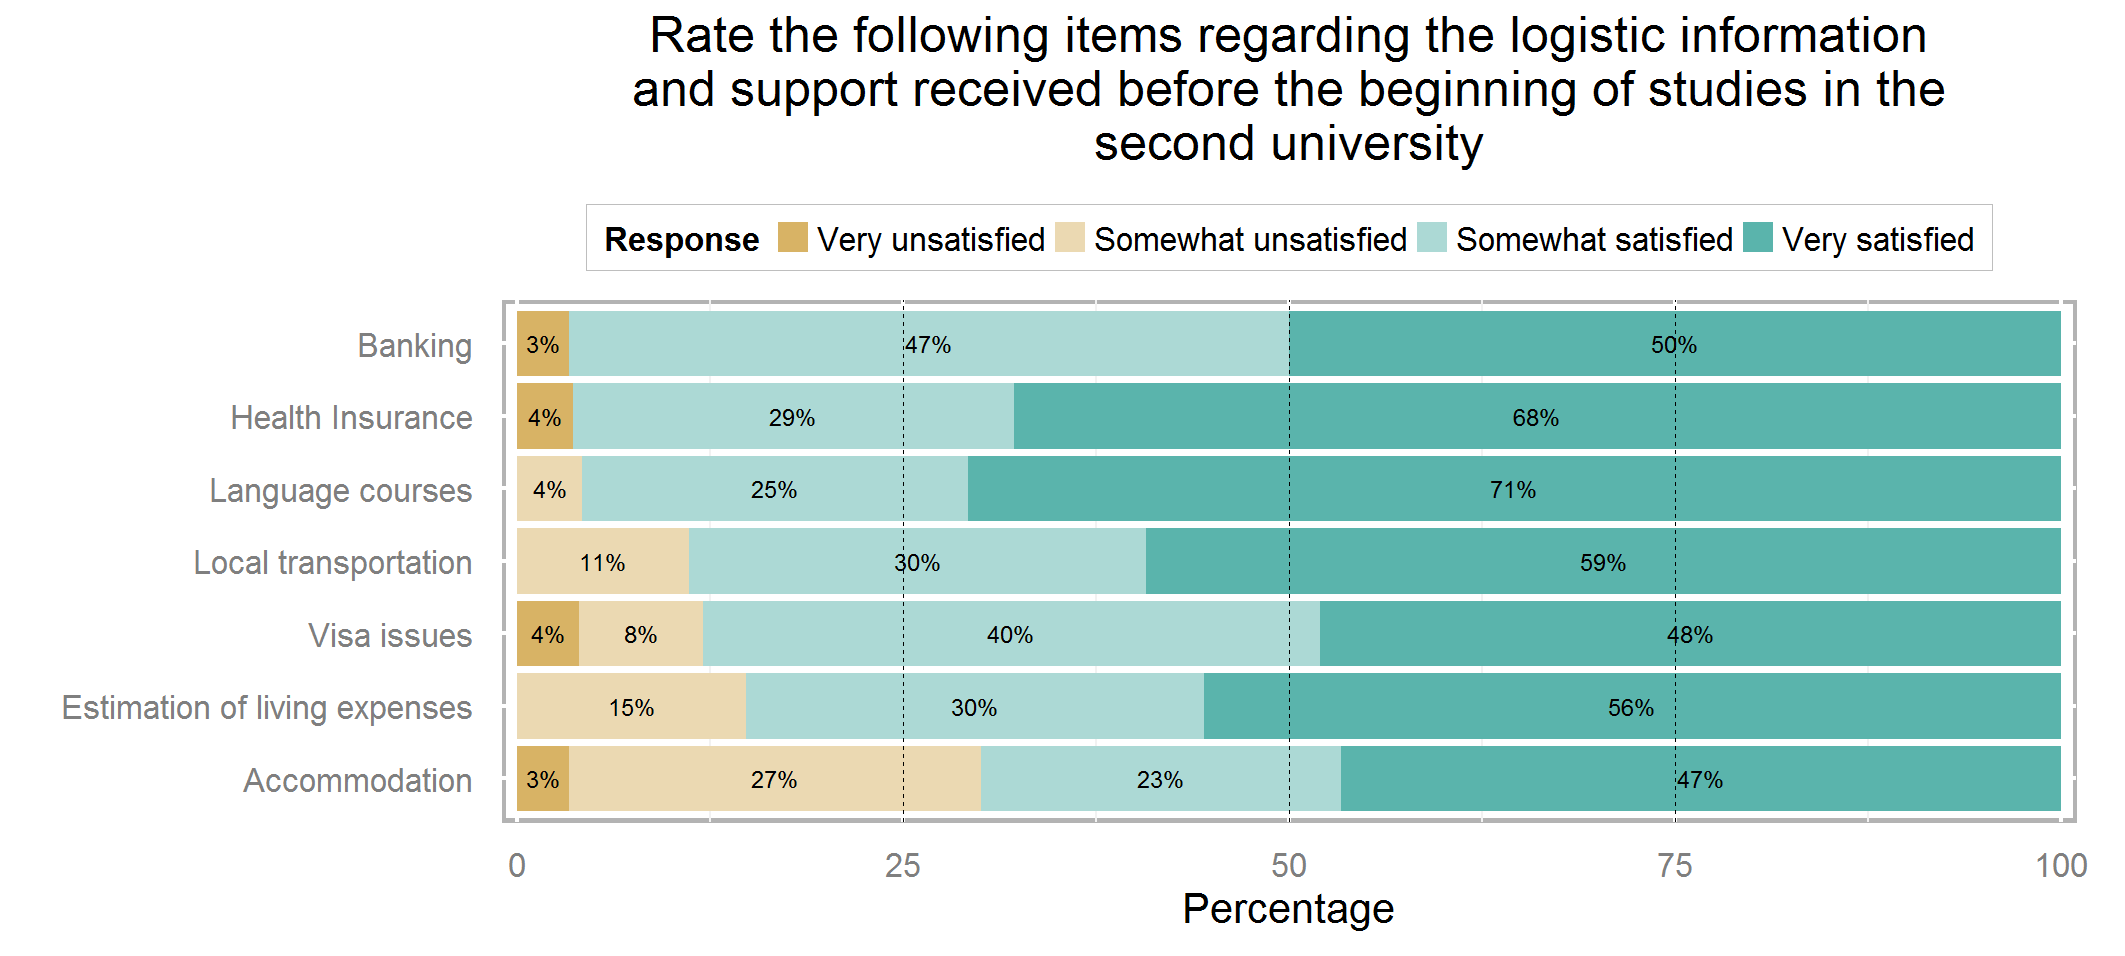 Rate the following items regarding the logistic information
and support received before the beginning of studies in the
second university
Response Very unsatisfied Somewhat unsatisfied Somewhat satisfied Very satisfied
Banking 3% 47% 50%
Health Insurance 4% 29% 68%
Language courses 4% 25% 71%
Local transportation 11% 30% 59%
Visa issues 4% 8% 40% 48%
Estimation of living expenses 15% 30% 56%
Accommodation 3% 27% 23% 47%
0 25 50 75 100
Percentage